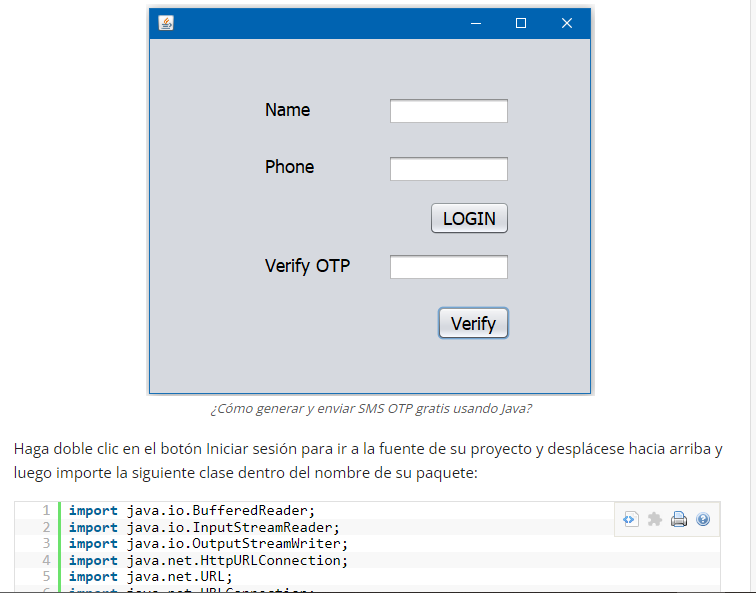 Name
Phone
LOGIN
Verify OTP
Verify
¿Cómo generar y enviar SMS OTP gratis usando Java?
Haga doble clic en el botón Iniciar sesión para ir a la fuente de su proyecto y desplácese hacia arriba y
luego importe la siguiente clase dentro del nombre de su paquete:
1 import java.io.BufferedReader;
2 import java.io.InputStreamReader;
3 import java.io.OutputStreamWriter;
4 import java.net.HttpURLConnection;
5 import java.net.URL;